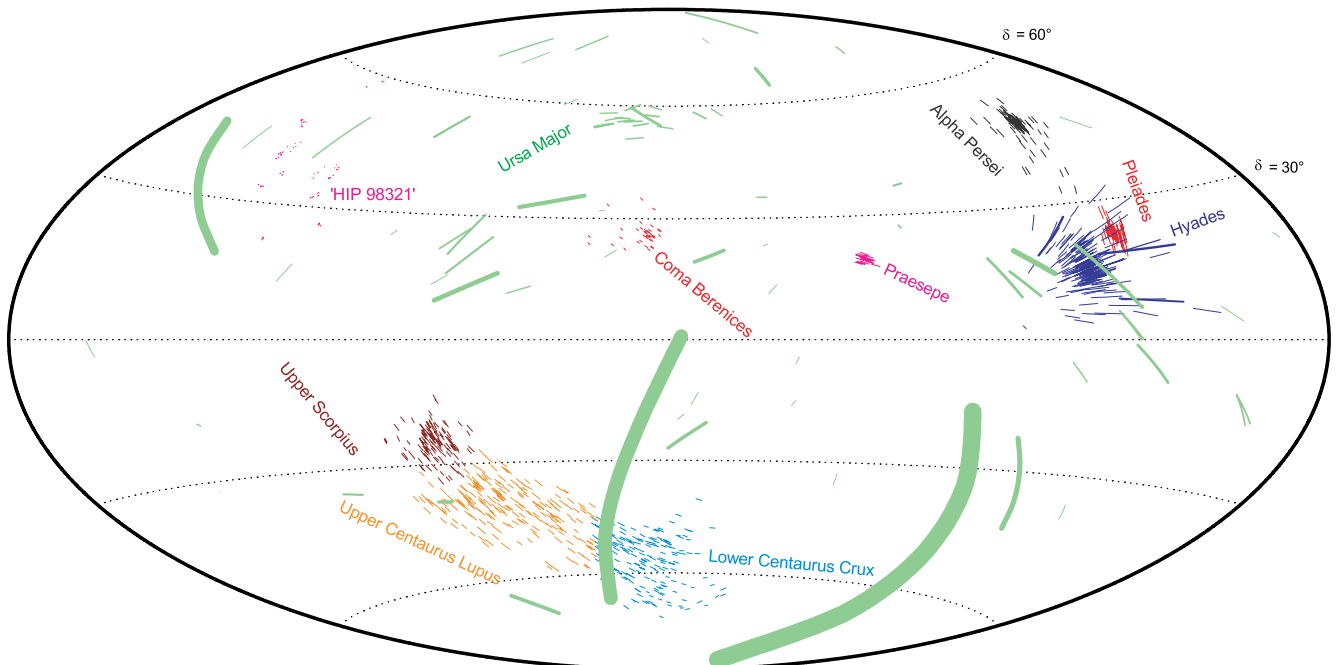 δ = 60°
Alpha Persei
Ursa Major
δ = 30°
Pleiades
'HIP 98321'
Hyades
Coma Berenices
Praesepe
Upper Scorpius
Upper Centaurus Lupus
Lower Centaurus Crux